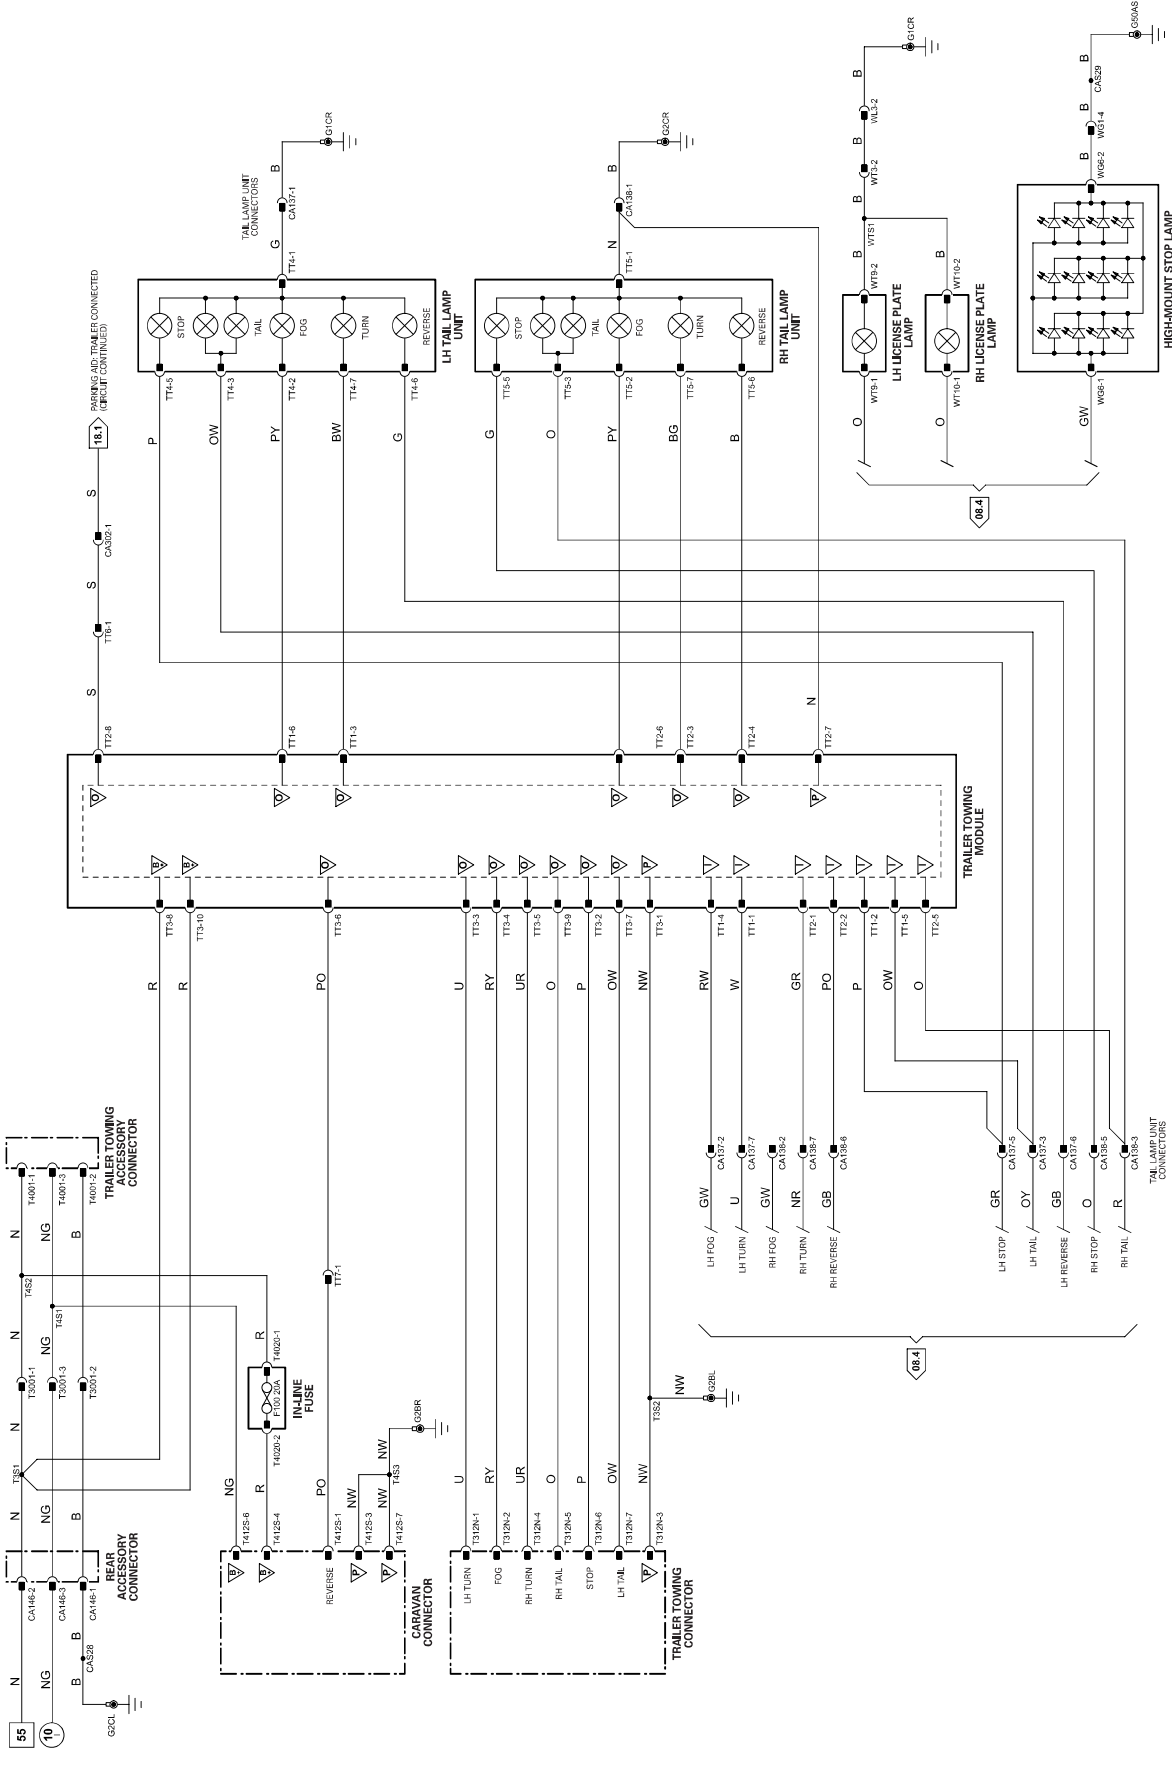 55
N
CA146-2
N
T3S1
N
T3001-1
N
T4S2
N
T4001-1
10
I
NG
CA146-3
NG
T3001-3
NG
T4S1
NG
T4001-3
G2CL
B
CAS28
B
CA146-1
B
T3001-2
B
T4001-2
REAR
ACCESSORY
CONNECTOR
TRAILER TOWING
ACCESSORY
CONNECTOR
TT2-8
S
TT6-1
S
CA302-1
S
18.1
PARKING AID: TRAILER CONNECTED
(CIRCUIT CONTINUED)
R
TT3-8
B+
R
TT3-10
B+
B+
T412S-6
NG
B+
T412S-4
R
T4020-2
F100 20A
T4020-1
R
IN-LINE
FUSE
REVERSE
T412S-1
PO
TT7-1
PO
TT3-6
O
P
T412S-3
NW
P
T412S-7
NW
T4S3
NW
G2BR
CARAVAN
CONNECTOR
LH TURN
T312N-1
U
U
TT3-3
O
FOG
T312N-2
RY
RY
TT3-4
O
RH TURN
T312N-4
UR
UR
TT3-5
O
RH TAIL
T312N-5
O
O
TT3-9
O
STOP
T312N-6
P
P
TT3-2
O
LH TAIL
T312N-7
OW
OW
TT3-7
O
P
T312N-3
NW
T3S2
NW
G2BL
NW
TT3-1
P
TRAILER TOWING
CONNECTOR
LH FOG
GW
CA137-2
RW
TT1-4
I
LH TURN
U
CA137-7
W
TT1-1
I
RH FOG
GW
CA138-2
RH TURN
NR
CA138-7
GR
TT2-1
I
RH REVERSE
GB
CA138-6
PO
TT2-2
I
P
TT1-2
I
OW
TT1-5
I
O
TT2-5
I
O
O
TT1-6
O
TT1-3
O
TT2-6
O
TT2-3
O
TT2-4
P
TT2-7
N
TRAILER TOWING
MODULE
08.4
LH STOP
GR
CA137-5
LH TAIL
OY
CA137-3
LH REVERSE
GB
CA137-6
RH STOP
O
CA138-5
RH TAIL
R
CA138-3
TAIL LAMP UNIT
CONNECTORS
P
TT4-5
STOP
OW
TT4-3
TAIL
PY
TT4-2
FOG
TT4-1
G
CA137-1
B
G1CR
BW
TT4-7
TURN
G
TT4-6
REVERSE
LH TAIL LAMP
UNIT
TAIL LAMP UNIT
CONNECTORS
G
TT5-5
STOP
O
TT5-3
TAIL
PY
TT5-2
FOG
TT5-1
N
CA138-1
B
G2CR
BG
TT5-7
TURN
B
TT5-6
REVERSE
RH TAIL LAMP
UNIT
08.4
O
WT9-1
WT9-2
B
WTS1
B
WT3-2
B
WL3-2
B
G1CR
LH LICENSE PLATE
LAMP
O
WT10-1
WT10-2
B
RH LICENSE PLATE
LAMP
GW
WG6-1
WG6-2
B
WG1-4
B
CAS29
B
G50AS
HIGH-MOUNT STOP LAMP